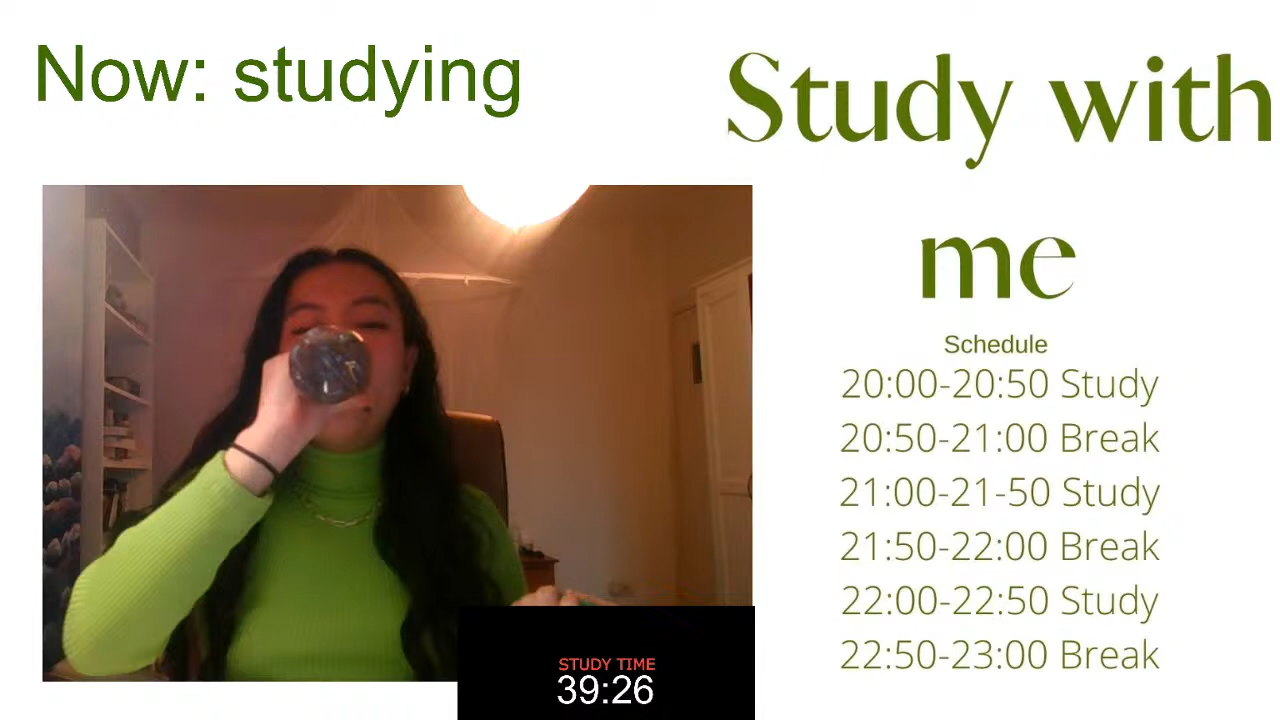 Now: studying
Study with
me
Schedule
20:00-20:50 Study
20:50-21:00 Break
21:00-21-50 Study
21:50-22:00 Break
22:00-22:50 Study
22:50-23:00 Break
STUDY TIME
39:26